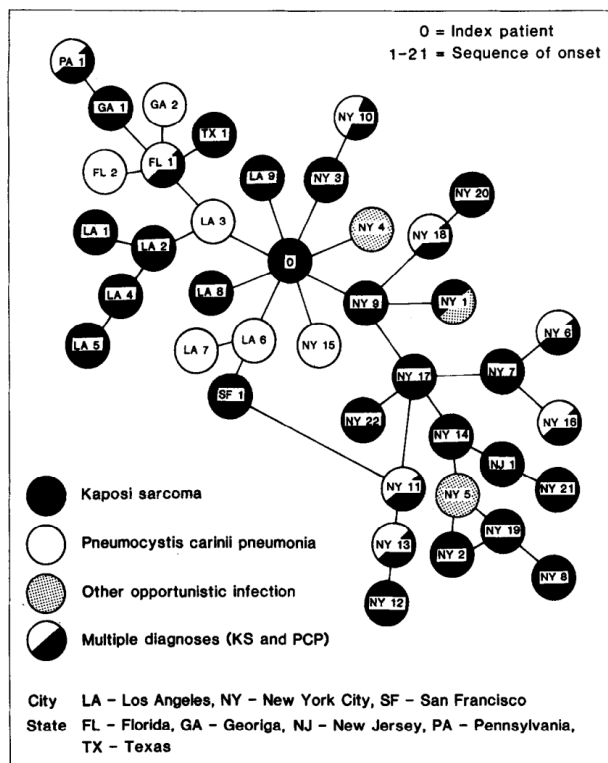 0 = Index patient
1-21 = Sequence of onset
PA 1
GA 1
GA 2
NY 10
TX 1
FL 1
FL 2
LA 9
NY 3
NY 20
LA 3
NY 4
NY 18
LA 1
LA 2
0
LA 4
LA 8
NY 9
NY 1
LA 5
LA 7
LA 6
NY 15
NY 6
SF 1
NY 17
NY 7
NY 22
NY 14
NY 16
NJ 1
NY 11
NY 5
NY 21
Kaposi sarcoma
Pneumocystis carinii pneumonia
NY 13
NY 19
NY 2
NY 8
Other opportunistic infection
NY 12
Multiple diagnoses (KS and PCP)
City LA - Los Angeles, NY - New York City, SF - San Francisco
State FL - Florida, GA - Georiga, NJ - New Jersey, PA - Pennsylvania,
TX - Texas